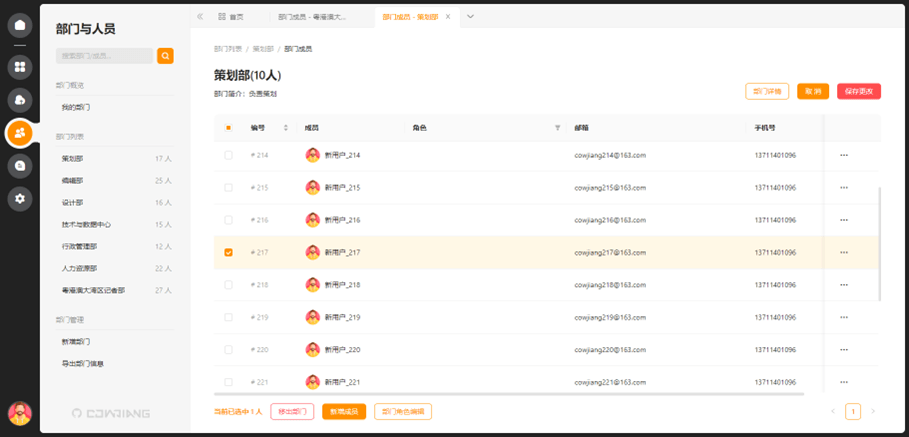 部门与人员
搜索部门/成员...
部门概览
我的部门
部门列表
策划部 17 人
编辑部 25 人
设计部 16 人
技术与数据中心 15 人
行政管理部 12 人
人力资源部 22 人
粤港澳大湾区记者部 27 人
部门管理
新增部门
导出部门信息
COWJIANG
首页 部门成员 - 粤港澳大... 部门成员 - 策划部
部门列表 / 策划部 / 部门成员
策划部(10人)
部门简介：负责策划
部门详情 取 消 保存更改
编号 成员 角色 邮箱 手机号
# 214 新用户_214 cowjiang214@163.com 13711401096
# 215 新用户_215 cowjiang215@163.com 13711401096
# 216 新用户_216 cowjiang216@163.com 13711401096
# 217 新用户_217 cowjiang217@163.com 13711401096
# 218 新用户_218 cowjiang218@163.com 13711401096
# 219 新用户_219 cowjiang219@163.com 13711401096
# 220 新用户_220 cowjiang220@163.com 13711401096
# 221 新用户_221 cowjiang221@163.com 13711401096
当前已选中 1 人 移出部门 新增成员 部门角色编辑 1